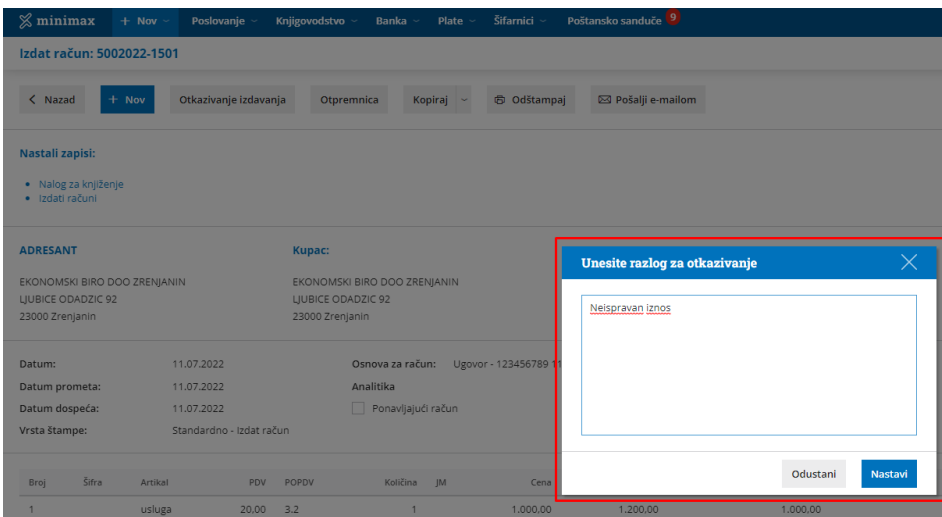 minimax + Nov Poslovanje Knjigovodstvo Banka Plate Šifarnici Poštansko sanduče 9
Izdat račun: 5002022-1501
Nazad + Nov Otkazivanje izdavanja Otpremnica Kopiraj Odštampaj Pošalji e-mailom
Nastali zapisi:
• Nalog za knjiženje
• Izdati računi
ADRESANT Kupac:
EKONOMSKI BIRO DOO ZRENJANIN EKONOMSKI BIRO DOO ZRENJANIN
LJUBICE ODADZIC 92 LJUBICE ODADZIC 92
23000 Zrenjanin 23000 Zrenjanin
Unesite razlog za otkazivanje
Neispravan iznos
Odustani Nastavi
Datum: 11.07.2022 Osnova za račun: Ugovor - 123456789 11
Datum prometa: 11.07.2022 Analitika
Datum dospeća: 11.07.2022 Ponavljajući račun
Vrsta štampe: Standardno - Izdat račun
Broj Šifra Artikal PDV POPDV Količina JM Cena
1 usluga 20,00 3.2 1 1.000,00 1.200,00 1.000,00